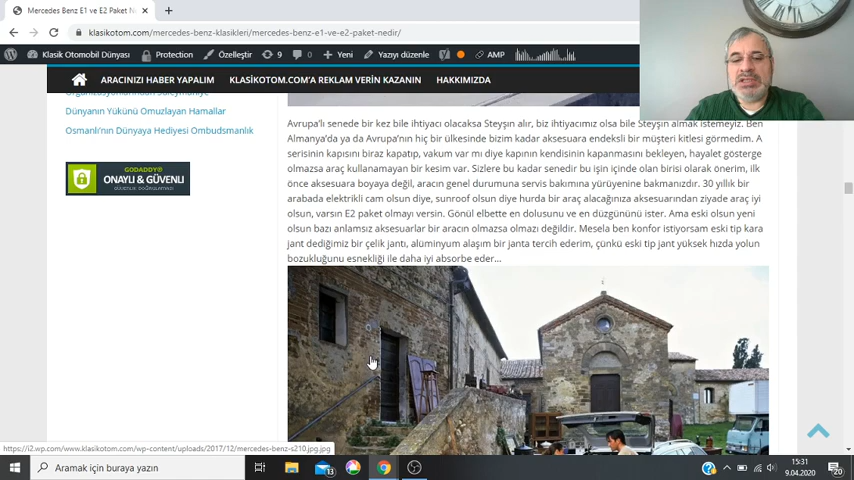 Mercedes Benz E1 ve E2 Paket N
klasikotom.com/mercedes-benz-klasikleri/mercedes-benz-e1-ve-e2-paket-nedir/
Klasik Otomobil Dünyası Protection Özelleştir 9 0 Yeni Yazıyı düzenle AMP
ARACINIZI HABER YAPALIM KLASİKOTOM.COM'A REKLAM VERİN KAZANIN HAKKIMIZDA
Dünyanın Yükünü Omuzlayan Hamallar
Osmanlı'nın Dünyaya Hediyesi Ombudsmanlık
GODADDY
ONAYLI & GÜVENLİ
Avrupa'lı senede bir kez bile ihtiyacı olacaksa Steyşın alır, biz ihtiyacımız olsa bile Steyşın almak istemeyiz. Ben
Almanya'da ya da Avrupa'nın hiç bir ülkesinde bizim kadar aksesuara endeksli bir müşteri kitlesi görmedim. A
serisinin kapısını biraz kapatıp, vakum var mı diye kapının kendisinin kapanmasını bekleyen, hayalet gösterge
olmazsa araç kullanamayan bir kesim var. Sizlere bu kadar senedir bu işin içinde olan birisi olarak önerim, ilk
önce aksesuara boyaya değil, aracın genel durumuna servis bakımına yürüyenine bakmanızdır. 30 yıllık bir
arabada elektrikli cam olsun diye, sunroof olsun diye hurda bir araç alacağınıza aksesuarından ziyade araç iyi
olsun, varsın E2 paket olmayı versin. Gönül elbette en dolusunu ve en düzgününü ister. Ama eski olsun yeni
olsun bazı anlamsız aksesuarlar bir aracın olmazsa olmazı değildir. Mesela ben konfor istiyorsam eski tip kara
jant dediğimiz bir çelik jantı, alüminyum alaşım bir janta tercih ederim, çünkü eski tip jant yüksek hızda yolun
bozukluğunu esnekliği ile daha iyi absorbe eder...
https://i2.wp.com/www.klasikotom.com/wp-content/uploads/2017/12/mercedes-benz-s210.jpg.jpg
Aramak için buraya yazın
13
15:31
9.04.2020
20